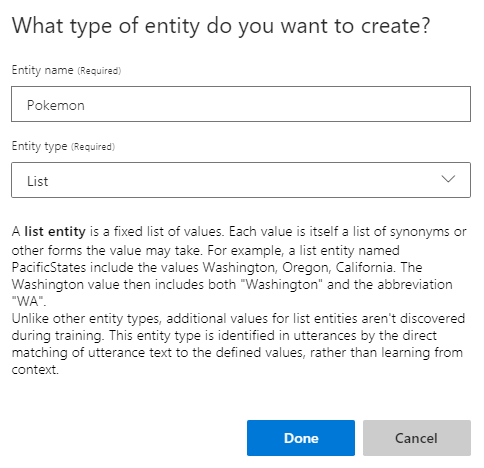 What type of entity do you want to create?
Entity name (Required)
Pokemon
Entity type (Required)
List
A list entity is a fixed list of values. Each value is itself a list of synonyms or
other forms the value may take. For example, a list entity named
PacificStates include the values Washington, Oregon, California. The
Washington value then includes both "Washington" and the abbreviation
"WA".
Unlike other entity types, additional values for list entities aren't discovered
during training. This entity type is identified in utterances by the direct
matching of utterance text to the defined values, rather than learning from
context.
Done
Cancel